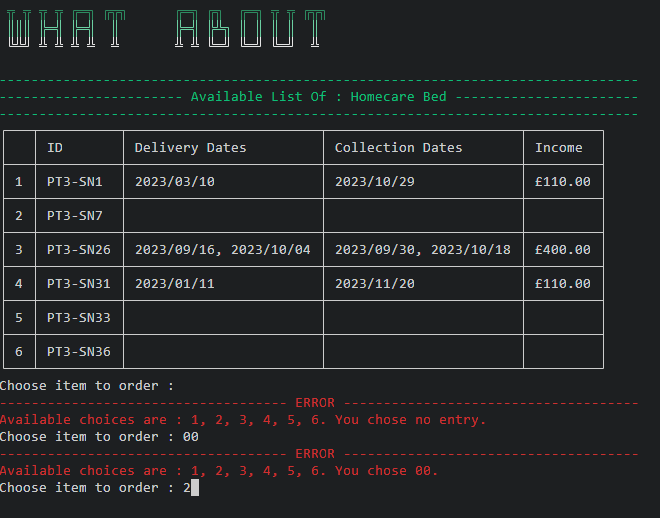 WHAT ABOUT
Available List Of : Homecare Bed
ID Delivery Dates Collection Dates Income
1 PT3-SN1 2023/03/10 2023/10/29 £110.00
2 PT3-SN7
3 PT3-SN26 2023/09/16, 2023/10/04 2023/09/30, 2023/10/18 £400.00
4 PT3-SN31 2023/01/11 2023/11/20 £110.00
5 PT3-SN33
6 PT3-SN36
Choose item to order :
ERROR
Available choices are : 1, 2, 3, 4, 5, 6. You chose no entry.
Choose item to order : 00
ERROR
Available choices are : 1, 2, 3, 4, 5, 6. You chose 00.
Choose item to order : 2